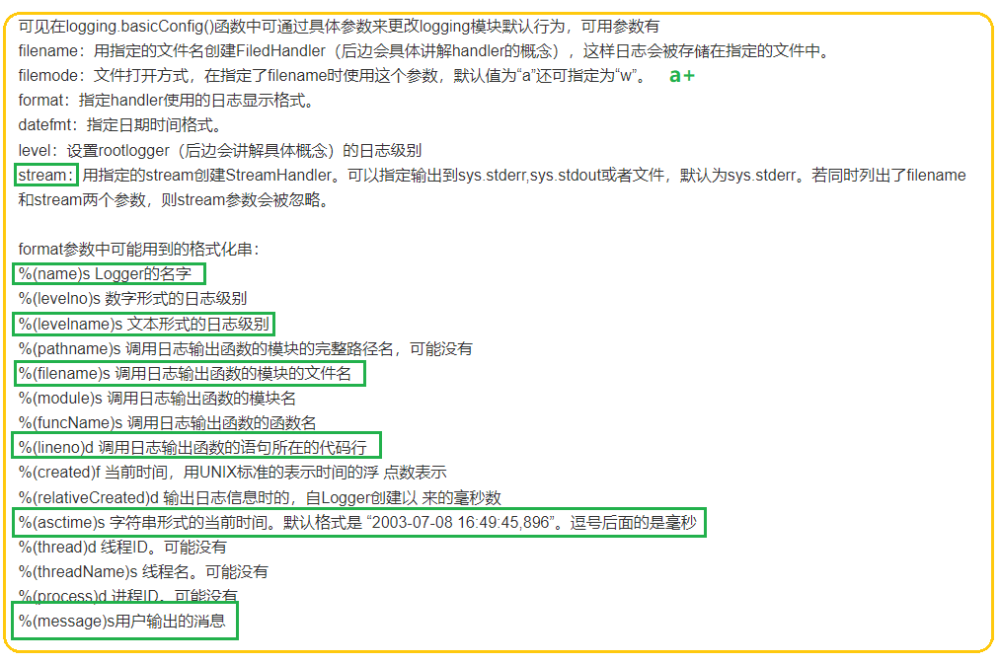 可见在logging.basicConfig()函数中可通过具体参数来更改logging模块默认行为，可用参数有
filename：用指定的文件名创建FiledHandler（后边会具体讲解handler的概念），这样日志会被存储在指定的文件中。
filemode：文件打开方式，在指定了filename时使用这个参数，默认值为“a”还可指定为“w”。 a+
format：指定handler使用的日志显示格式。
datefmt：指定日期时间格式。
level：设置rootlogger（后边会讲解具体概念）的日志级别
stream：用指定的stream创建StreamHandler。可以指定输出到sys.stderr,sys.stdout或者文件，默认为sys.stderr。若同时列出了filename
和stream两个参数，则stream参数会被忽略。
format参数中可能用到的格式化串：
%(name)s Logger的名字
%(levelno)s 数字形式的日志级别
%(levelname)s 文本形式的日志级别
%(pathname)s 调用日志输出函数的模块的完整路径名，可能没有
%(filename)s 调用日志输出函数的模块的文件名
%(module)s 调用日志输出函数的模块名
%(funcName)s 调用日志输出函数的函数名
%(lineno)d 调用日志输出函数的语句所在的代码行
%(created)f 当前时间，用UNIX标准的表示时间的浮 点数表示
%(relativeCreated)d 输出日志信息时的，自Logger创建以 来的毫秒数
%(asctime)s 字符串形式的当前时间。默认格式是 “2003-07-08 16:49:45,896”。逗号后面的是毫秒
%(thread)d 线程ID。可能没有
%(threadName)s 线程名。可能没有
%(process)d 进程ID。可能没有
%(message)s用户输出的消息